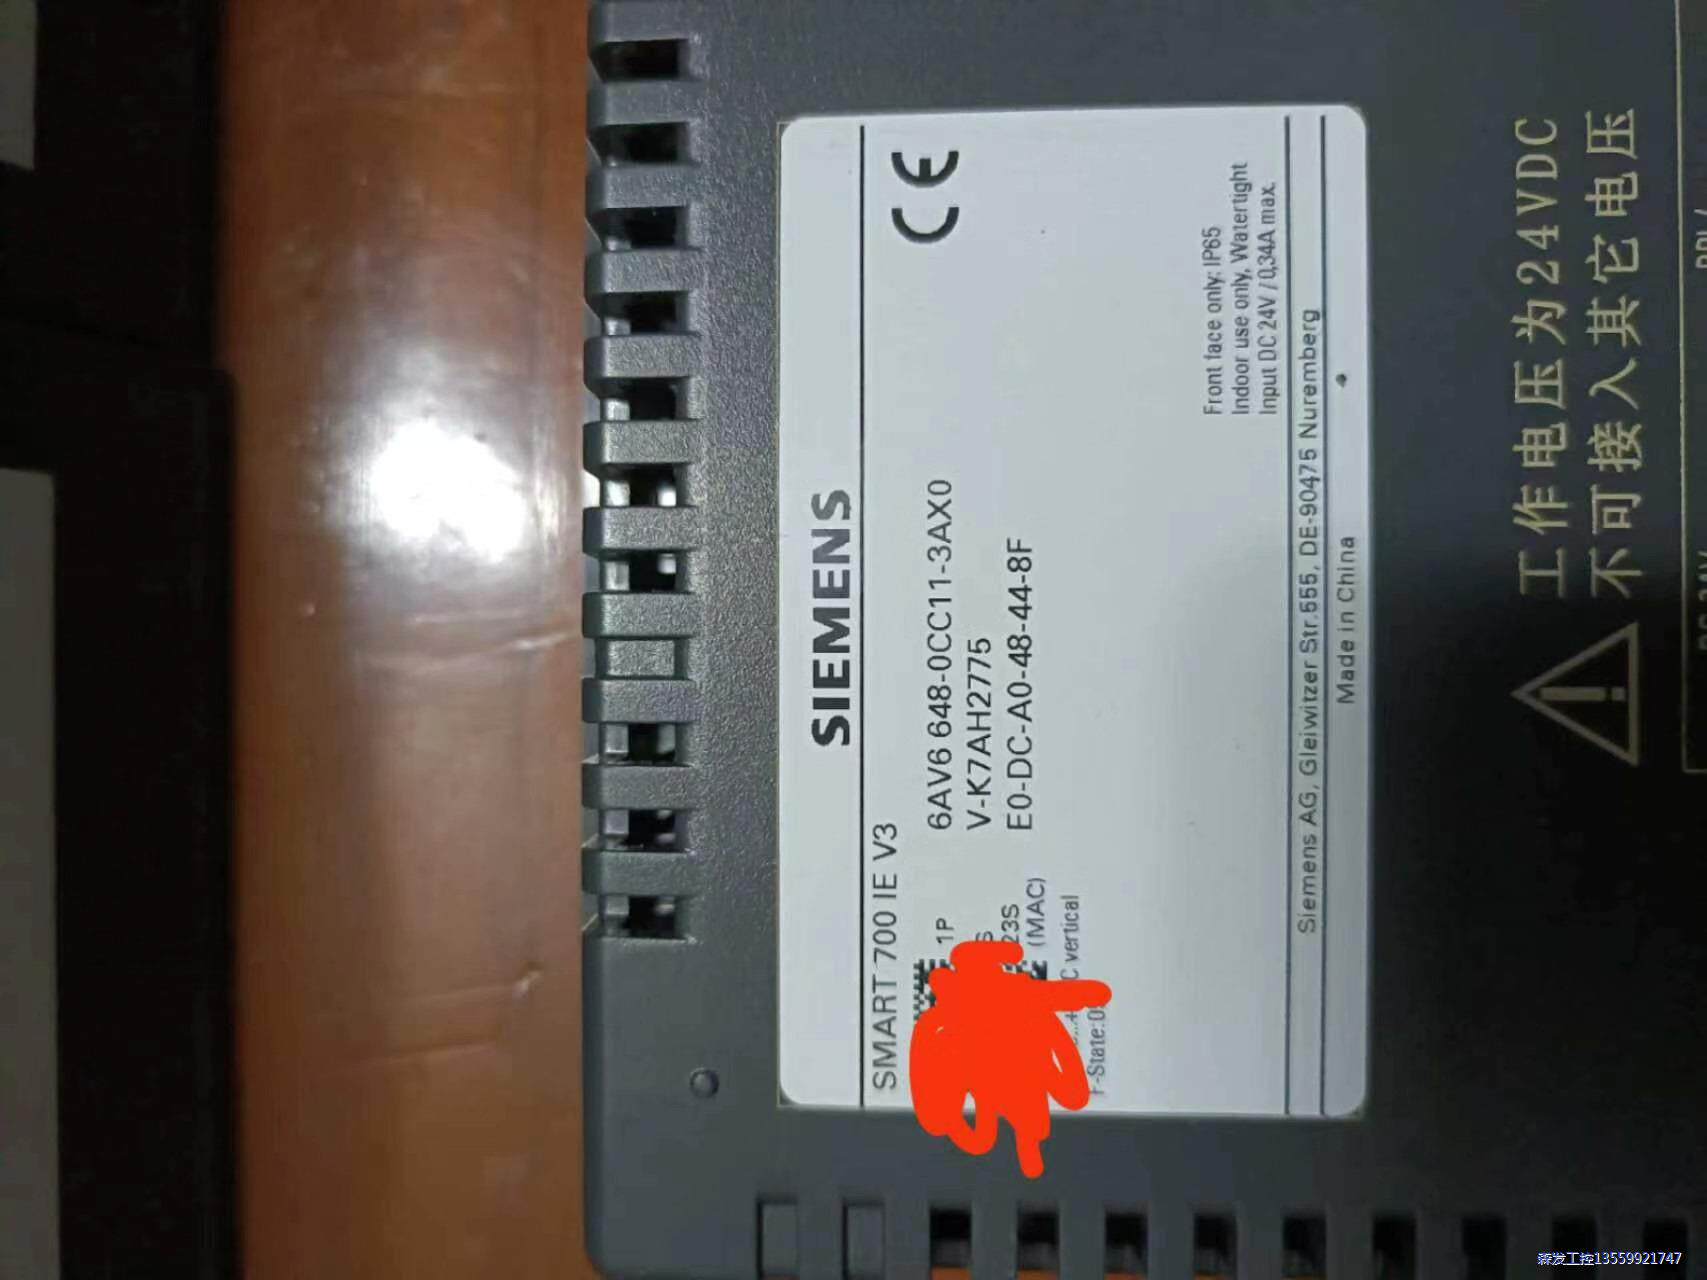 SIEMENS
SMART 700 IE V3
1P 6AV6 648-0CC11-3AX0
S V-K7AH2775
23S E0-DC-A0-48-44-8F
(MAC)
vertical
F-State:
Front face only: IP65
Indoor use only, Watertight
Input DC 24V / 0,34A max.
CE
Siemens AG, Gleiwitzer Str.555, DE-90475 Nuremberg
Made in China
工作电压为24VDC
不可接入其它电压
森发工控13559921747